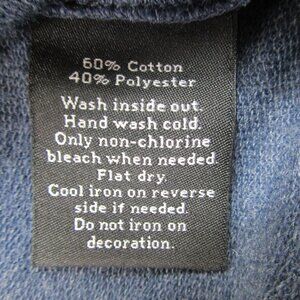 60% Cotton
40% Polyester
Wash inside out.
Hand wash cold.
Only non-chlorine
bleach when needed.
Flat dry.
Cool iron on reverse
side if needed.
Do not iron on
decoration.